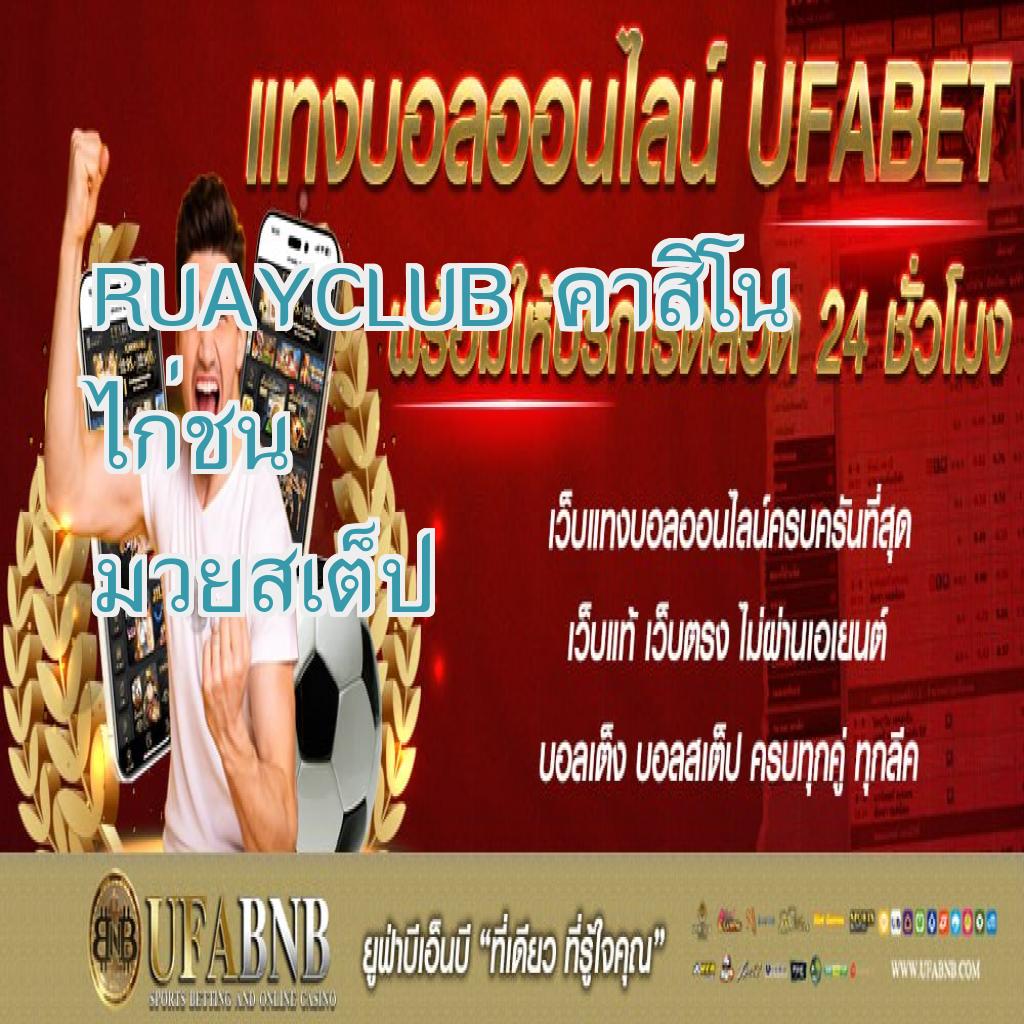 แทงบอลออนไลน์ UFABET
RUAYCLUB คาสิโน
พร้อมให้บริการตลอด 24 ชั่วโมง
ไก่ชน
มวยสเต็ป
เว็บแทงบอลออนไลน์ครบครันที่สุด
เว็บแท้ เว็บตรง ไม่ผ่านเอเยนต์
บอลเต็ง บอลสเต็ป ครบทุกคู่ ทุกลีค
BNB
UFABNB
SPORTS BETTING AND ONLINE CASINO
ยูฟ่าบีเอ็นบี “ที่เดียว ที่รู้ใจคุณ”
WWW.UFABNB.COM